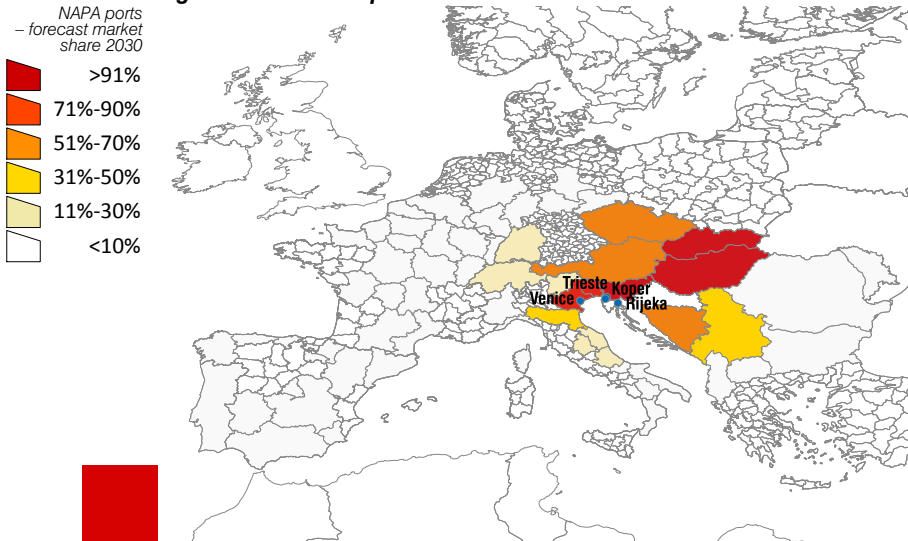 NAPA ports
– forecast market
share 2030
>91%
71%-90%
51%-70%
31%-50%
11%-30%
<10%
Trieste
Koper
Venice
Rijeka